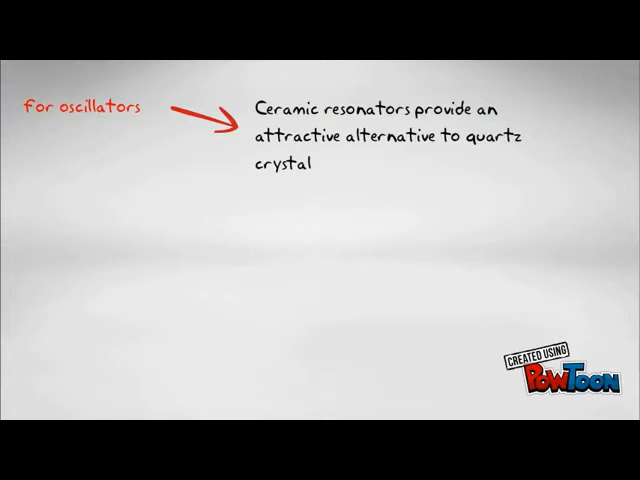 For oscillators
Ceramic resonators provide an
attractive alternative to quartz
crystal
CREATED USING
POWTOON